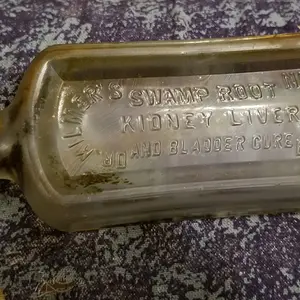 KILMER'S
SWAMP ROOT
KIDNEY LIVER
AND BLADDER CURE